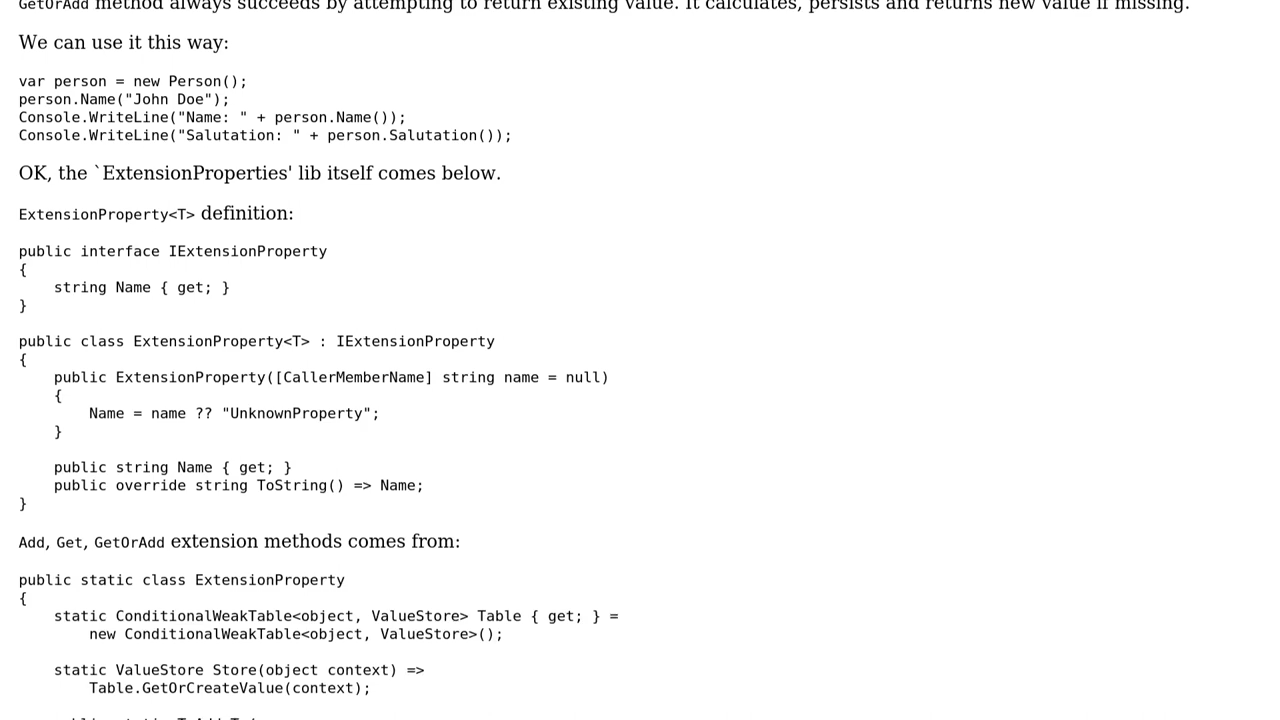 GetOrAdd method always succeeds by attempting to return existing value. It calculates, persists and returns new value if missing.
We can use it this way:
var person = new Person();
person.Name("John Doe");
Console.WriteLine("Name: " + person.Name());
Console.WriteLine("Salutation: " + person.Salutation());
OK, the `ExtensionProperties' lib itself comes below.
ExtensionProperty<T> definition:
public interface IExtensionProperty
{
    string Name { get; }
}
public class ExtensionProperty<T> : IExtensionProperty
{
    public ExtensionProperty([CallerMemberName] string name = null)
    {
        Name = name ?? "UnknownProperty";
    }
    public string Name { get; }
    public override string ToString() => Name;
}
Add, Get, GetOrAdd extension methods comes from:
public static class ExtensionProperty
{
    static ConditionalWeakTable<object, ValueStore> Table { get; } =
        new ConditionalWeakTable<object, ValueStore>();
    static ValueStore Store(object context) =>
        Table.GetOrCreateValue(context);